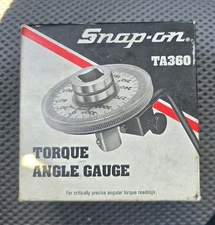 Snap-on.
TA360
TORQUE
ANGLE GAUGE
For critically precise angular torque readings.